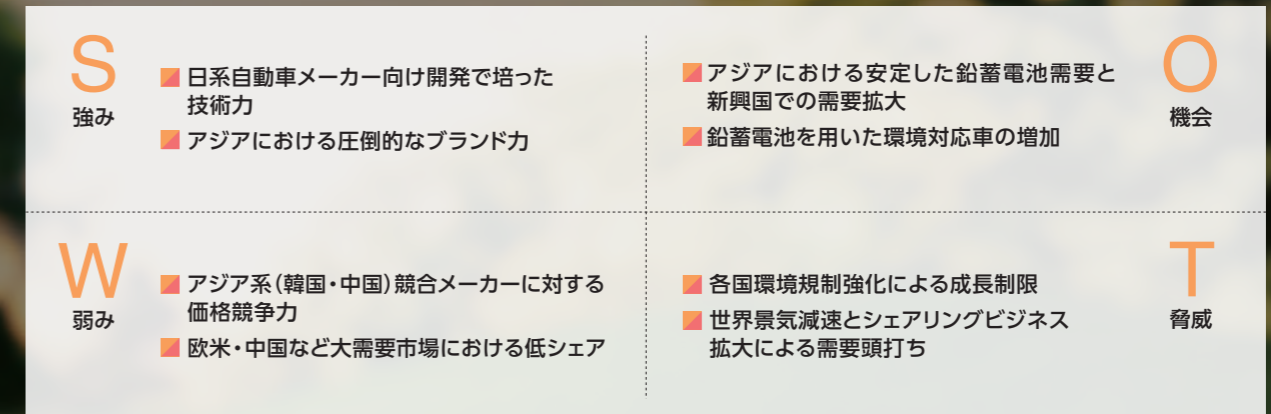 S
強み
日系自動車メーカー向け開発で培った
技術力
アジアにおける圧倒的なブランド力
O
機会
アジアにおける安定した鉛蓄電池需要と
新興国での需要拡大
鉛蓄電池を用いた環境対応車の増加
W
弱み
アジア系(韓国・中国)競合メーカーに対する
価格競争力
欧米・中国など大需要市場における低シェア
T
脅威
各国環境規制強化による成長制限
世界景気減速とシェアリングビジネス
拡大による需要頭打ち